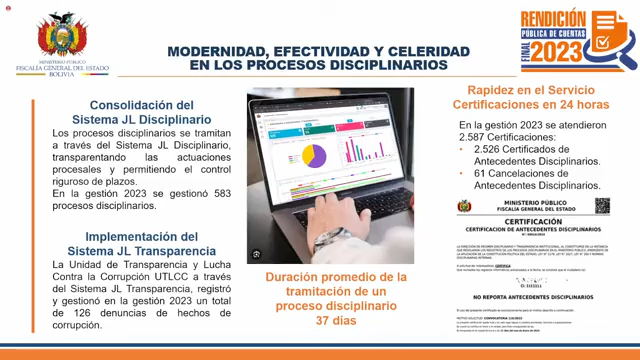 MINISTERIO PÚBLICO
FISCALÍA GENERAL DEL ESTADO
BOLIVIA
MODERNIDAD, EFECTIVIDAD Y CELERIDAD
EN LOS PROCESOS DISCIPLINARIOS
RENDICIÓN
PÚBLICA DE CUENTAS
FINAL 2023
Consolidación del
Sistema JL Disciplinario
Los procesos disciplinarios se tramitan
a través del Sistema JL Disciplinario,
transparentando las actuaciones
procesales y permitiendo el control
riguroso de plazos.
En la gestión 2023 se gestionó 583
procesos disciplinarios.
Implementación del
Sistema JL Transparencia
La Unidad de Transparencia y Lucha
Contra la Corrupción UTLCC a través
del Sistema JL Transparencia, registró
y gestionó en la gestión 2023 un total
de 126 denuncias de hechos de
corrupción.
Duración promedio de la
tramitación de un
proceso disciplinario
37 días
Rapidez en el Servicio
Certificaciones en 24 horas
En la gestión 2023 se atendieron
2.587 Certificaciones:
• 2.526 Certificados de
Antecedentes Disciplinarios.
• 61 Cancelaciones de
Antecedentes Disciplinarios.
MINISTERIO PÚBLICO
FISCALÍA GENERAL DEL ESTADO
CERTIFICACIÓN
CERTIFICACION DE ANTECEDENTES DISCIPLINARIOS
NO REPORTA ANTECEDENTES DISCIPLINARIOS